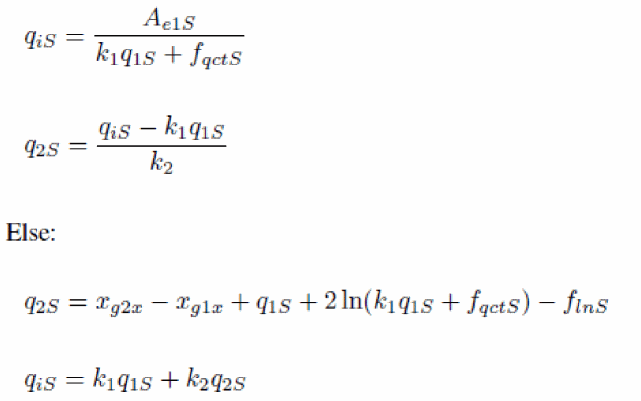 q_{iS} = \frac{A_{e1S}}{k_1 q_{1S} + f_{qctS}}
q_{2S} = \frac{q_{iS} - k_1 q_{1S}}{k_2}
Else:
q_{2S} = x_{g2x} - x_{g1x} + q_{1S} + 2 \ln(k_1 q_{1S} + f_{qctS}) - f_{lnS}
q_{iS} = k_1 q_{1S} + k_2 q_{2S}